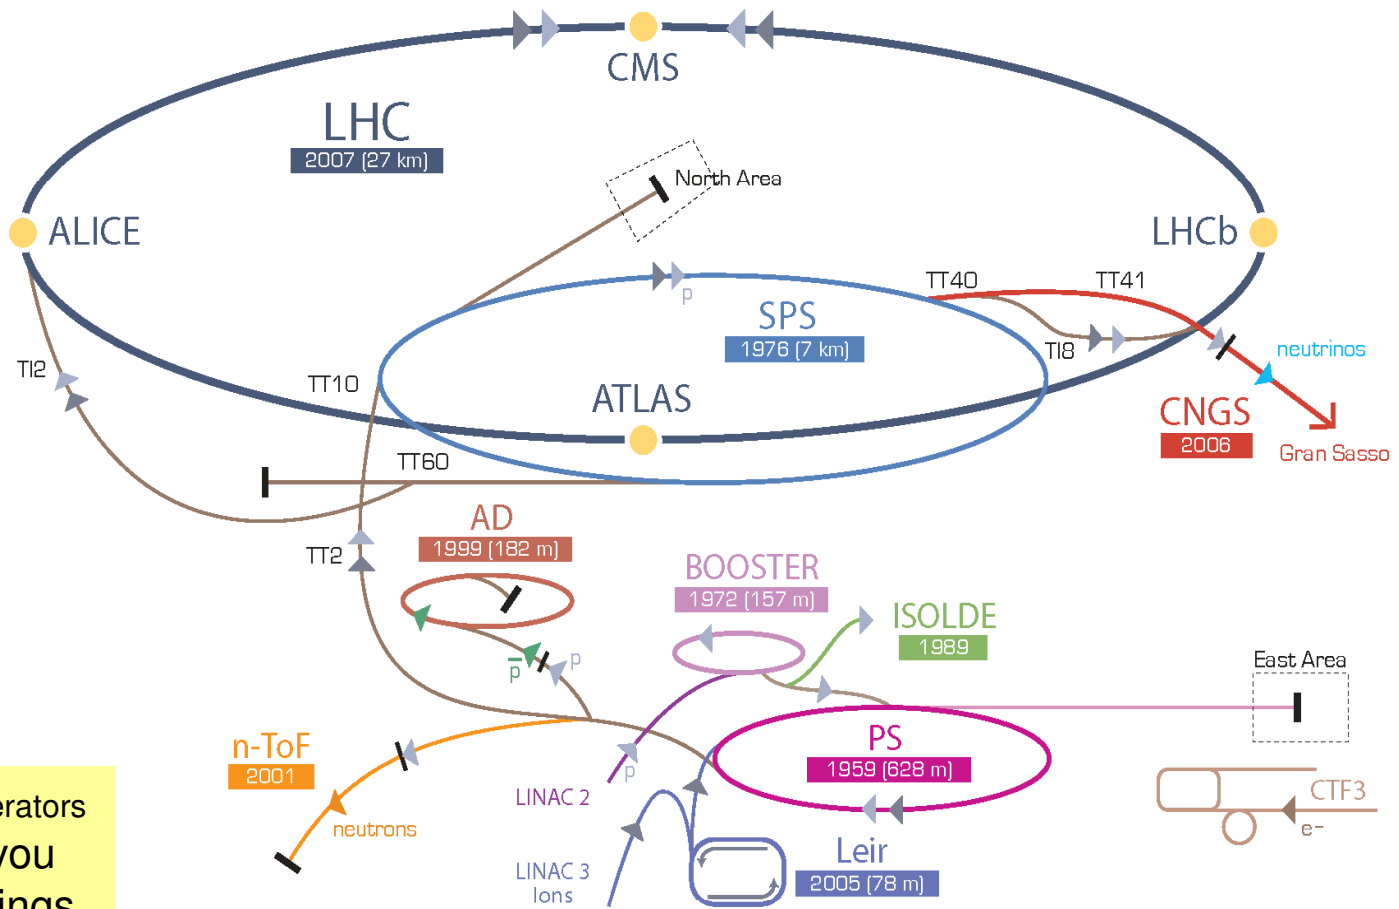 CMS
LHC
2007 (27 km)
North Area
ALICE
LHCb
TT40
TT41
p
SPS
1976 (7 km)
TI8
neutrinos
TI2
TT10
ATLAS
CNGS
2006
Gran Sasso
TT60
AD
1999 (182 m)
TT2
BOOSTER
1972 (157 m)
ISOLDE
1989
East Area
p̅
p
n-ToF
2001
PS
1959 (628 m)
p
LINAC 2
CTF3
e-
neutrons
erators
you
ings
LINAC 3
Ions
Leir
2005 (78 m)